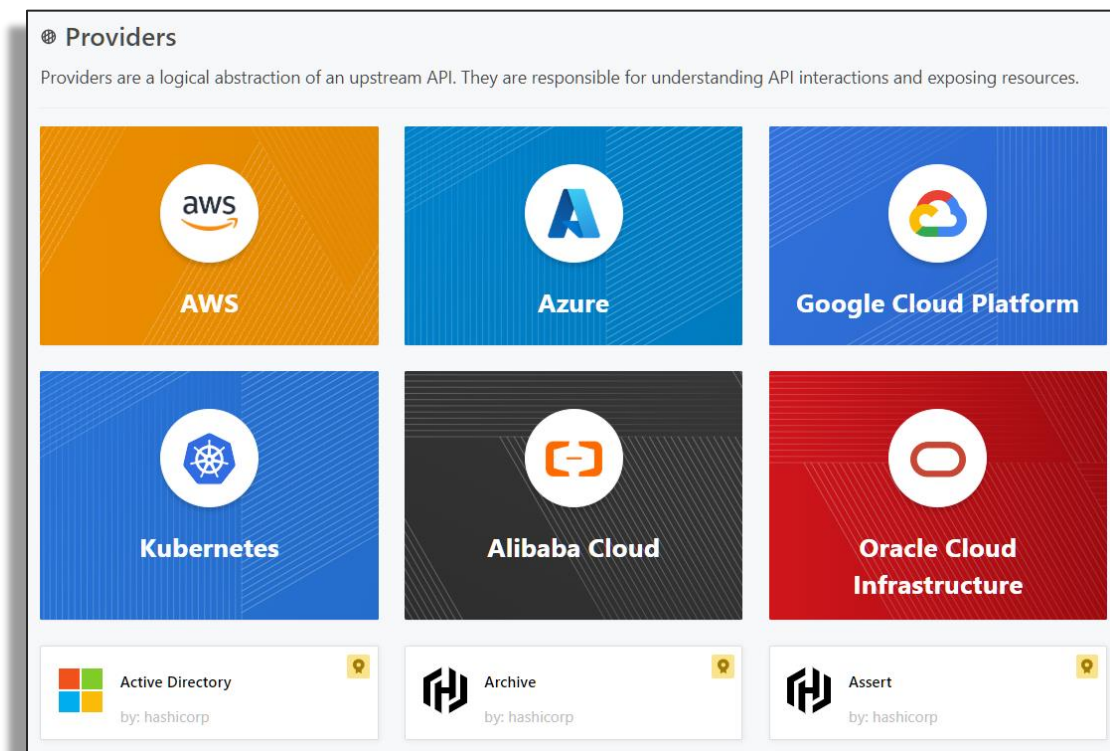 Providers
Providers are a logical abstraction of an upstream API. They are responsible for understanding API interactions and exposing resources.
aws
AWS
Azure
Google Cloud Platform
Kubernetes
Alibaba Cloud
Oracle Cloud
Infrastructure
Active Directory
by: hashicorp
Archive
by: hashicorp
Assert
by: hashicorp